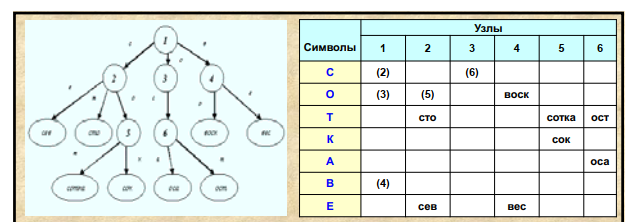 1
2 3 4
сев сто 5 6 воск вес
сотка сок оса ост
Символы Узлы
1 2 3 4 5 6
С (2) (6)
О (3) (5) воск
Т сто сотка ост
К сок
А оса
В (4)
Е сев вес